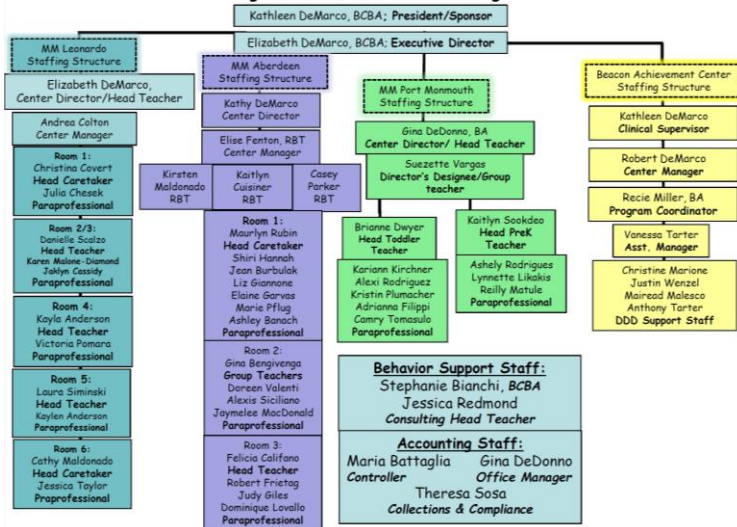 Kathleen DeMarco, BCBA; President/Sponsor
Elizabeth DeMarco, BCBA; Executive Director
MM Leonardo
Staffing Structure
Elizabeth DeMarco,
Center Director/Head Teacher
Andrea Colton
Center Manager
Room 1:
Christina Covert
Head Caretaker
Julia Chesek
Paraprofessional
Room 2/3:
Danielle Scalzo
Head Teacher
Karen Malone-Diamond
Jaklyn Cassidy
Paraprofessional
Room 4:
Kayla Anderson
Head Teacher
Victoria Pomara
Paraprofessional
Room 5:
Laura Siminski
Head Teacher
Kaylen Anderson
Paraprofessional
Room 6:
Cathy Maldonado
Head Caretaker
Jessica Taylor
Praprofessional
MM Aberdeen
Staffing Structure
Kathy DeMarco
Center Director
Elise Fenton, RBT
Center Manager
Kirsten
Maldonado
RBT
Kaitlyn
Cuisiner
RBT
Casey
Parker
RBT
Room 1:
Maurlyn Rubin
Head Caretaker
Shiri Hannah
Jean Burbulak
Liz Giannone
Elaine Garvas
Marie Pflug
Ashley Banach
Paraprofessional
Room 2:
Gina Bengivenga
Group Teachers
Doreen Valenti
Alexis Siciliano
Jaymelee MacDonald
Paraprofessional
Room 3:
Felicia Califano
Head Teacher
Robert Frietag
Judy Giles
Dominique Lovallo
Paraprofessional
MM Port Monmouth
Staffing Structure
Gina DeDonno, BA
Center Director/ Head Teacher
Suezette Vargas
Director's Designee/Group
teacher
Brianne Dwyer
Head Toddler
Teacher
Kariann Kirchner
Alexi Rodriguez
Kristin Plumacher
Adrianna Filippi
Camry Tomasulo
Paraprofessional
Kaitlyn Sookdeo
Head PreK
Teacher
Ashely Rodrigues
Lynnette Likakis
Reilly Matule
Paraprofessional
Beacon Achievement Center
Staffing Structure
Kathleen DeMarco
Clinical Supervisor
Robert DeMarco
Center Manager
Recie Miller, BA
Program Coordinator
Vanessa Tarter
Asst. Manager
Christine Marione
Justin Wenzel
Mairead Malesco
Anthony Tarter
DDD Support Staff
Behavior Support Staff:
Stephanie Bianchi, BCBA
Jessica Redmond
Consulting Head Teacher
Accounting Staff:
Maria Battaglia Gina DeDonno
Controller Office Manager
Theresa Sosa
Collections & Compliance